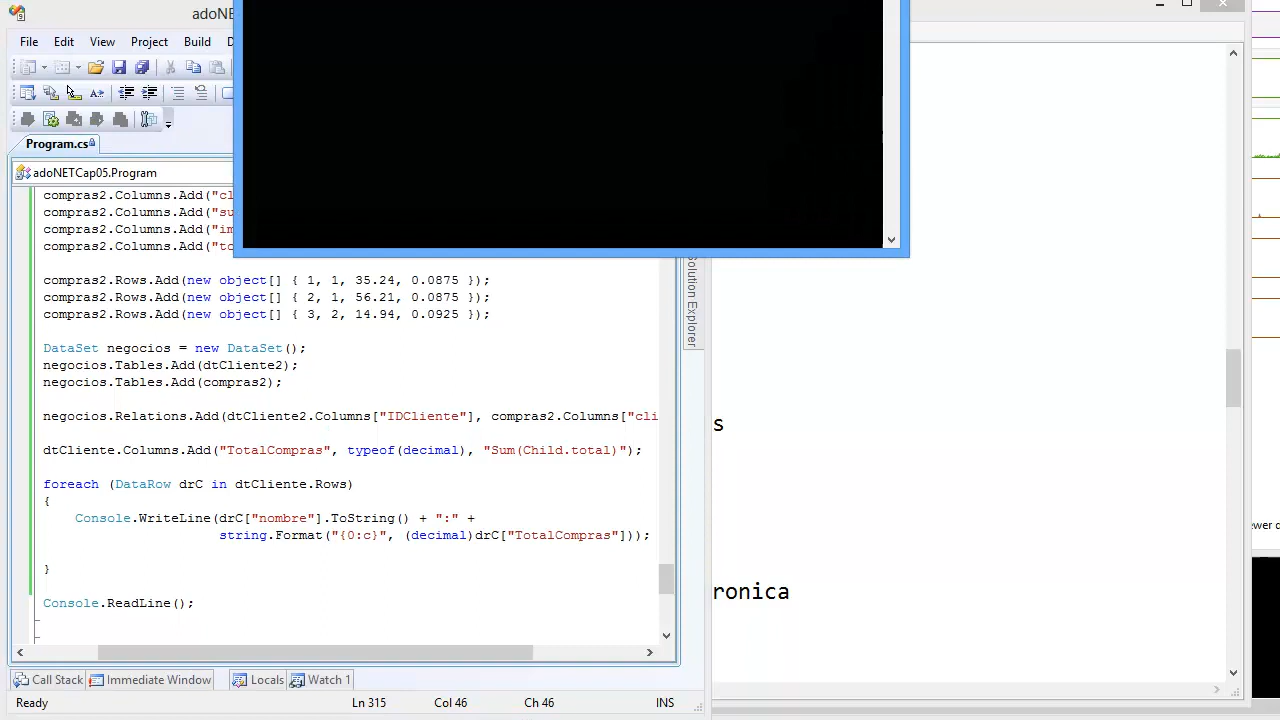 adoNE
File Edit View Project Build D
Program.cs
adoNETCap05.Program
compras2.Columns.Add("cl
compras2.Columns.Add("su
compras2.Columns.Add("im
compras2.Columns.Add("to
compras2.Rows.Add(new object[] { 1, 1, 35.24, 0.0875 });
compras2.Rows.Add(new object[] { 2, 1, 56.21, 0.0875 });
compras2.Rows.Add(new object[] { 3, 2, 14.94, 0.0925 });
DataSet negocios = new DataSet();
negocios.Tables.Add(dtCliente2);
negocios.Tables.Add(compras2);
negocios.Relations.Add(dtCliente2.Columns["IDCliente"], compras2.Columns["cli
dtCliente.Columns.Add("TotalCompras", typeof(decimal), "Sum(Child.total)");
foreach (DataRow drC in dtCliente.Rows)
{
Console.WriteLine(drC["nombre"].ToString() + ":" +
string.Format("{0:c}", (decimal)drC["TotalCompras"]));
}
Console.ReadLine();
Solution Explorer
s
ronica
ewer d
Call Stack Immediate Window Locals Watch 1
Ready Ln 315 Col 46 Ch 46 INS